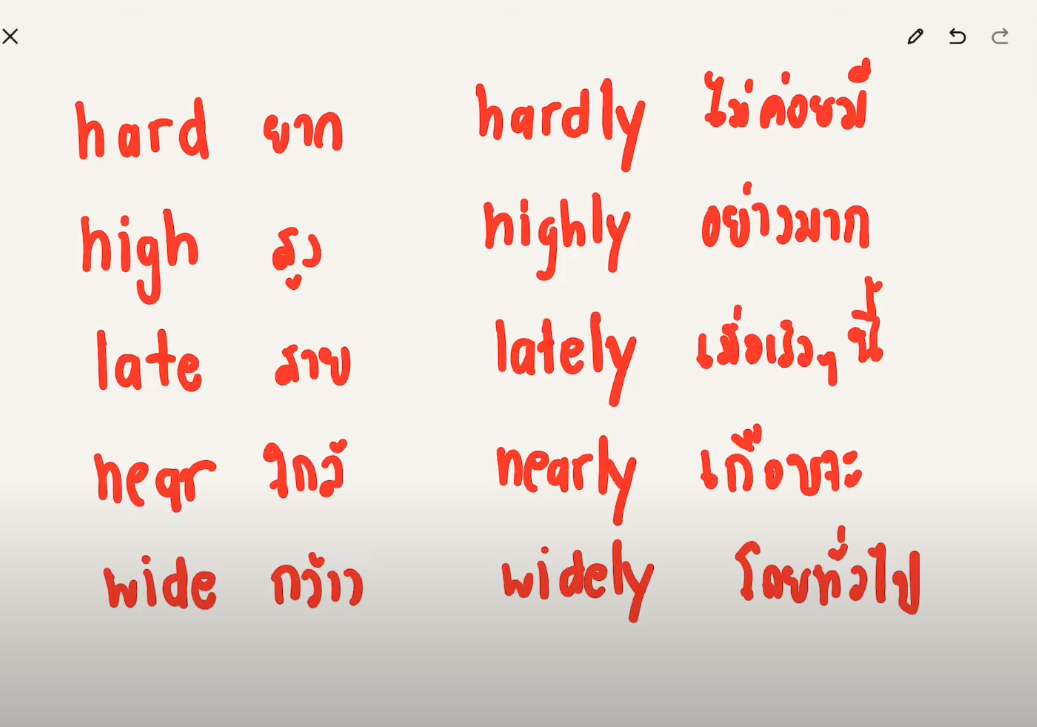 hard ยาก hardly ไม่ค่อยมี
high สูง highly อย่างมาก
late สาย lately เมื่อเร็วๆ นี้
near ใกล้ nearly เกือบจะ
wide กว้าง widely โดยทั่วไป